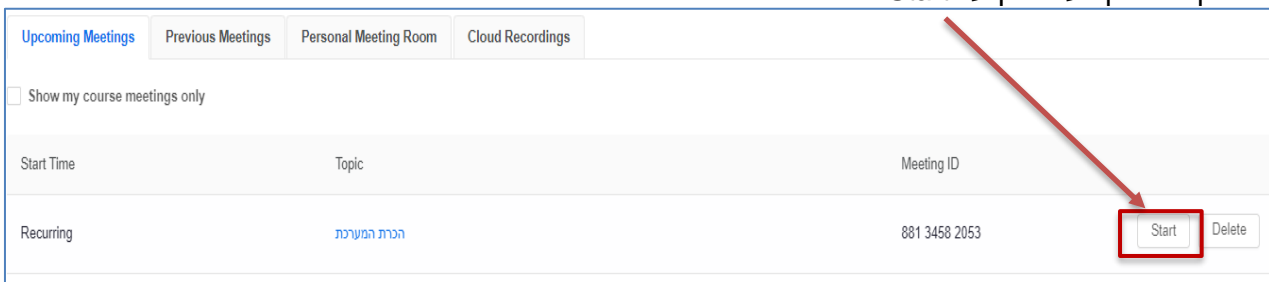 Start
Upcoming Meetings Previous Meetings Personal Meeting Room Cloud Recordings
Show my course meetings only
Start Time Topic Meeting ID
Recurring הכרת המערכת 881 3458 2053 Start Delete